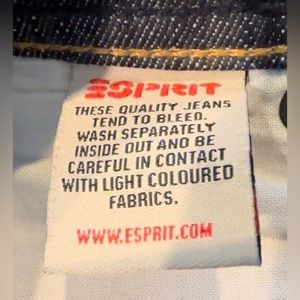 ESPRIT
THESE QUALITY JEANS
TEND TO BLEED.
WASH SEPARATELY
INSIDE OUT AND BE
CAREFUL IN CONTACT
WITH LIGHT COLOURED
FABRICS.
WWW.ESPRIT.COM